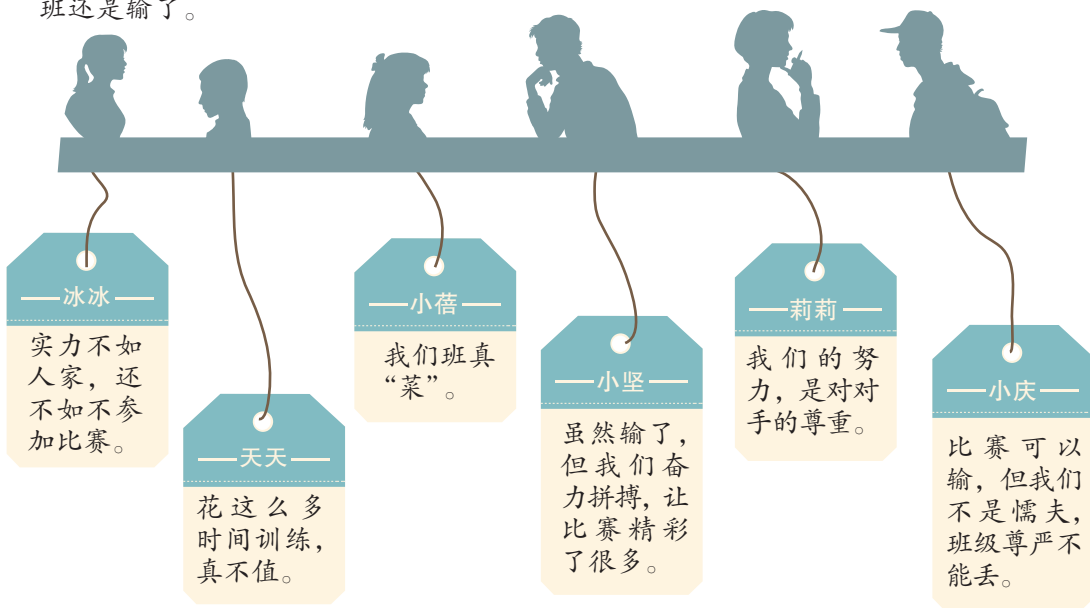 班还是输了。
冰冰
实力不如
人家，还
不如不参
加比赛。
天天
花这么多
时间训练，
真不值。
小蓓
我们班真
“菜”。
小坚
虽然输了，
但我们奋
力拼搏，让
比赛精彩
了很多。
莉莉
我们的努
力，是对对
手的尊重。
小庆
比赛可以
输，但我们
不是懦夫，
班级尊严不
能丢。